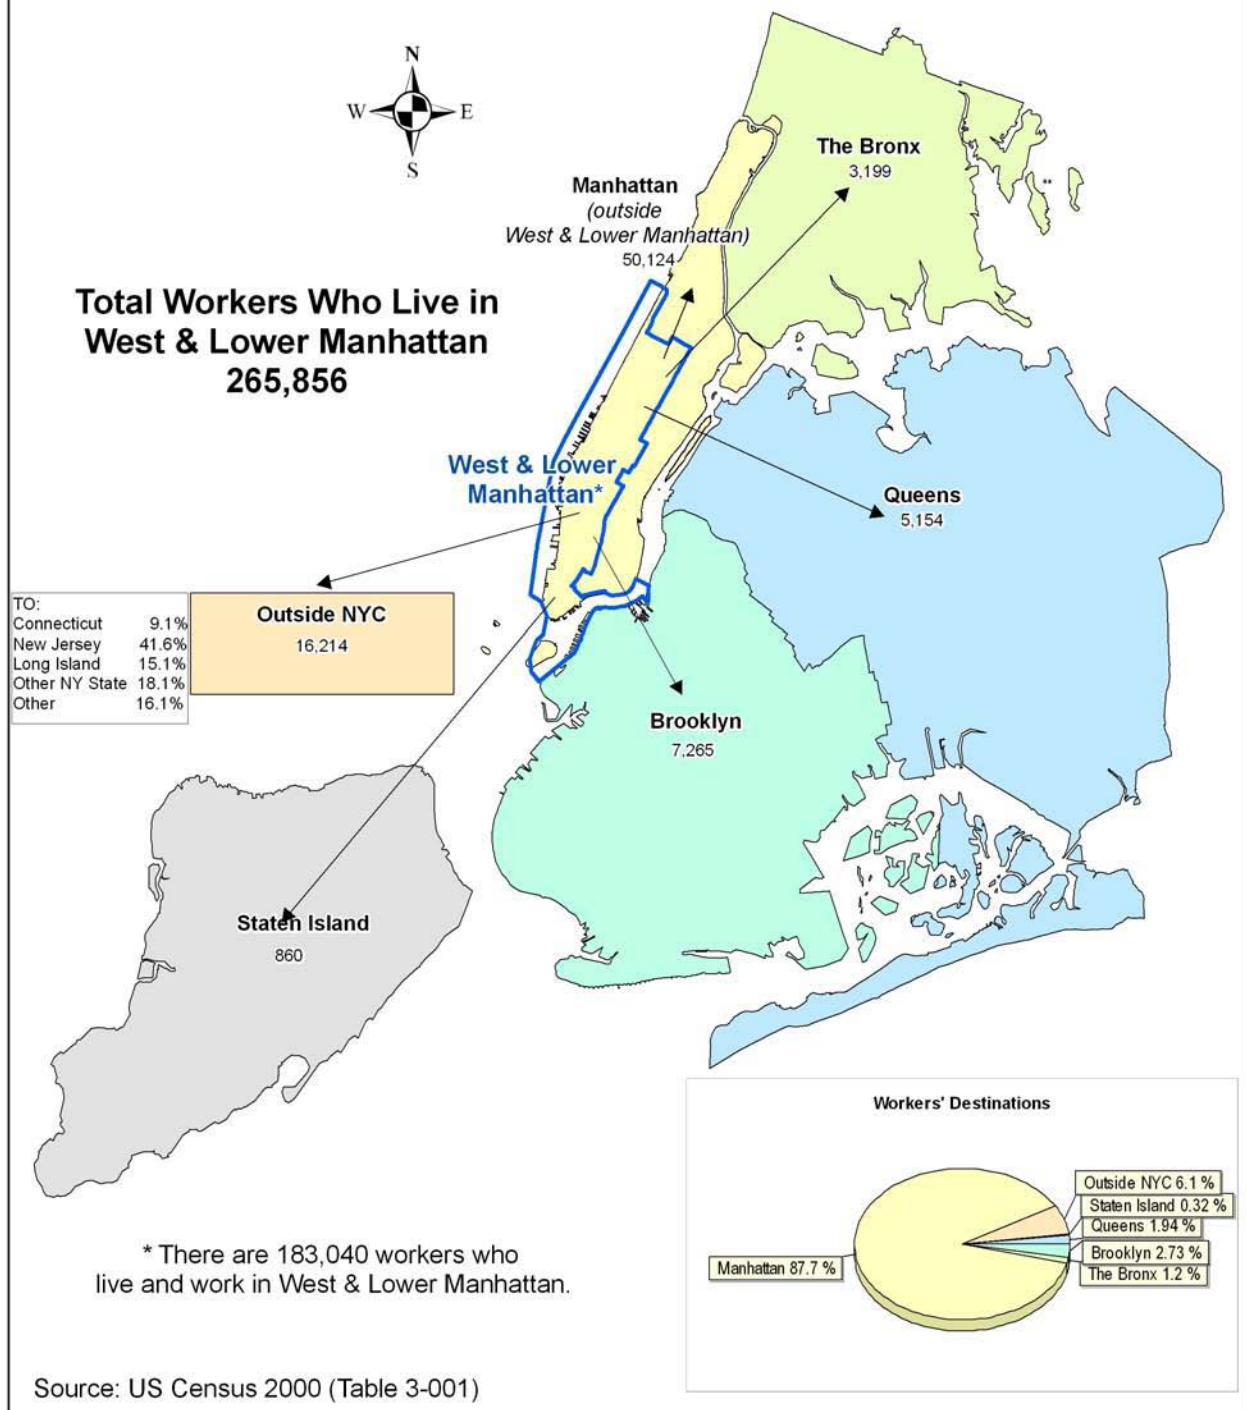 N
W
E
S
The Bronx
3,199
**
Manhattan
(outside
West & Lower Manhattan)
50,124
Total Workers Who Live in
West & Lower Manhattan
265,856
West & Lower
Manhattan*
Queens
5,154
TO:
Connecticut 9.1%
New Jersey 41.6%
Long Island 15.1%
Other NY State 18.1%
Other 16.1%
Outside NYC
16,214
Brooklyn
7,265
Staten Island
860
Workers' Destinations
Outside NYC 6.1 %
Staten Island 0.32 %
Queens 1.94 %
Brooklyn 2.73 %
The Bronx 1.2 %
Manhattan 87.7 %
* There are 183,040 workers who
live and work in West & Lower Manhattan.
Source: US Census 2000 (Table 3-001)